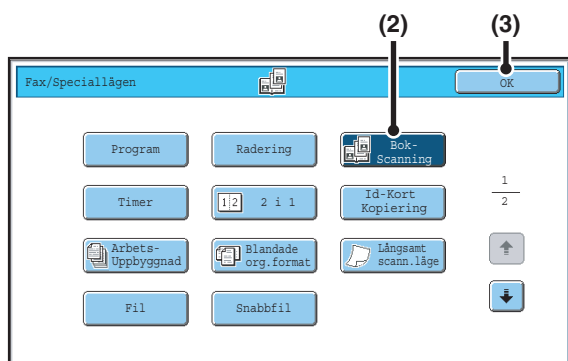 (2) (3)
Fax/Speciallägen OK
Program Radering Bok-
Scanning
Timer 1 2 2 i 1 Id-Kort
Kopiering
1
2
Arbets-
Uppbyggnad
Blandade
org.format
Långsamt
scann.läge
Fil Snabbfil